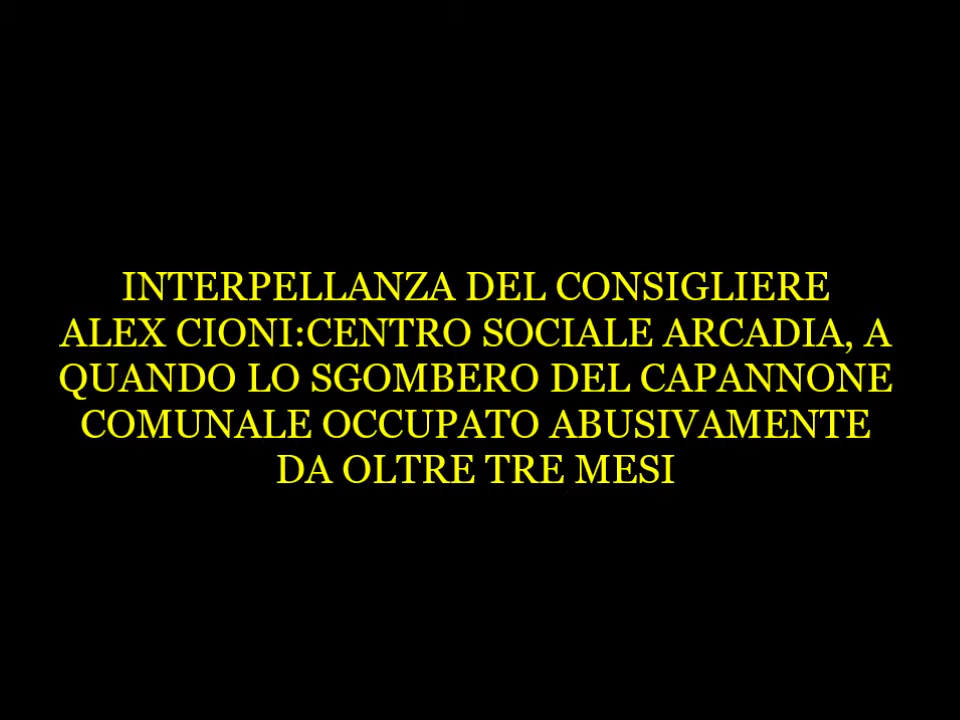 INTERPELLANZA DEL CONSIGLIERE
ALEX CIONI:CENTRO SOCIALE ARCADIA, A
QUANDO LO SGOMBERO DEL CAPANNONE
COMUNALE OCCUPATO ABUSIVAMENTE
DA OLTRE TRE MESI